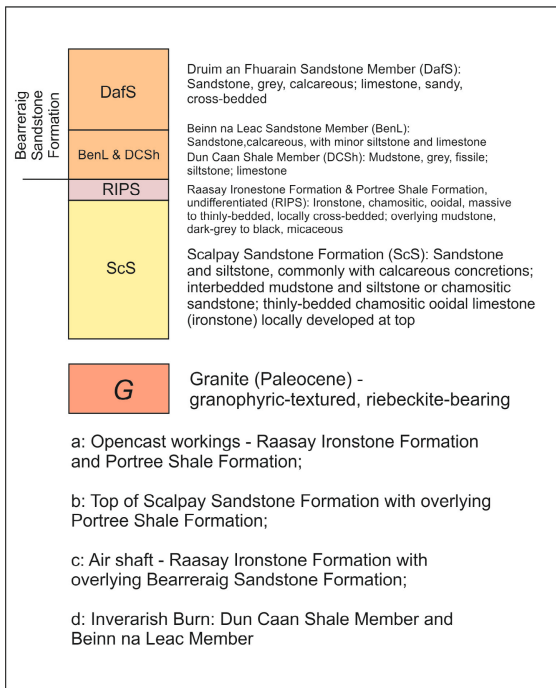 Bearreraig
Sandstone
Formation
DafS
Druim an Fhuarain Sandstone Member (DafS):
Sandstone, grey, calcareous; limestone, sandy,
cross-bedded
BenL & DCSh
Beinn na Leac Sandstone Member (BenL):
Sandstone,calcareous, with minor siltstone and limestone
Dun Caan Shale Member (DCSh): Mudstone, grey, fissile;
siltstone; limestone
RIPS
Raasay Ironestone Formation & Portree Shale Formation,
undifferentiated (RIPS): Ironstone, chamositic, ooidal, massive
to thinly-bedded, locally cross-bedded; overlying mudstone,
dark-grey to black, micaceous
ScS
Scalpay Sandstone Formation (ScS): Sandstone
and siltstone, commonly with calcareous concretions;
interbedded mudstone and siltstone or chamositic
sandstone; thinly-bedded chamositic ooidal limestone
(ironstone) locally developed at top
G
Granite (Paleocene) -
granophyric-textured, riebeckite-bearing
a: Opencast workings - Raasay Ironstone Formation
and Portree Shale Formation;
b: Top of Scalpay Sandstone Formation with overlying
Portree Shale Formation;
c: Air shaft - Raasay Ironstone Formation with
overlying Bearreraig Sandstone Formation;
d: Inverarish Burn: Dun Caan Shale Member and
Beinn na Leac Member